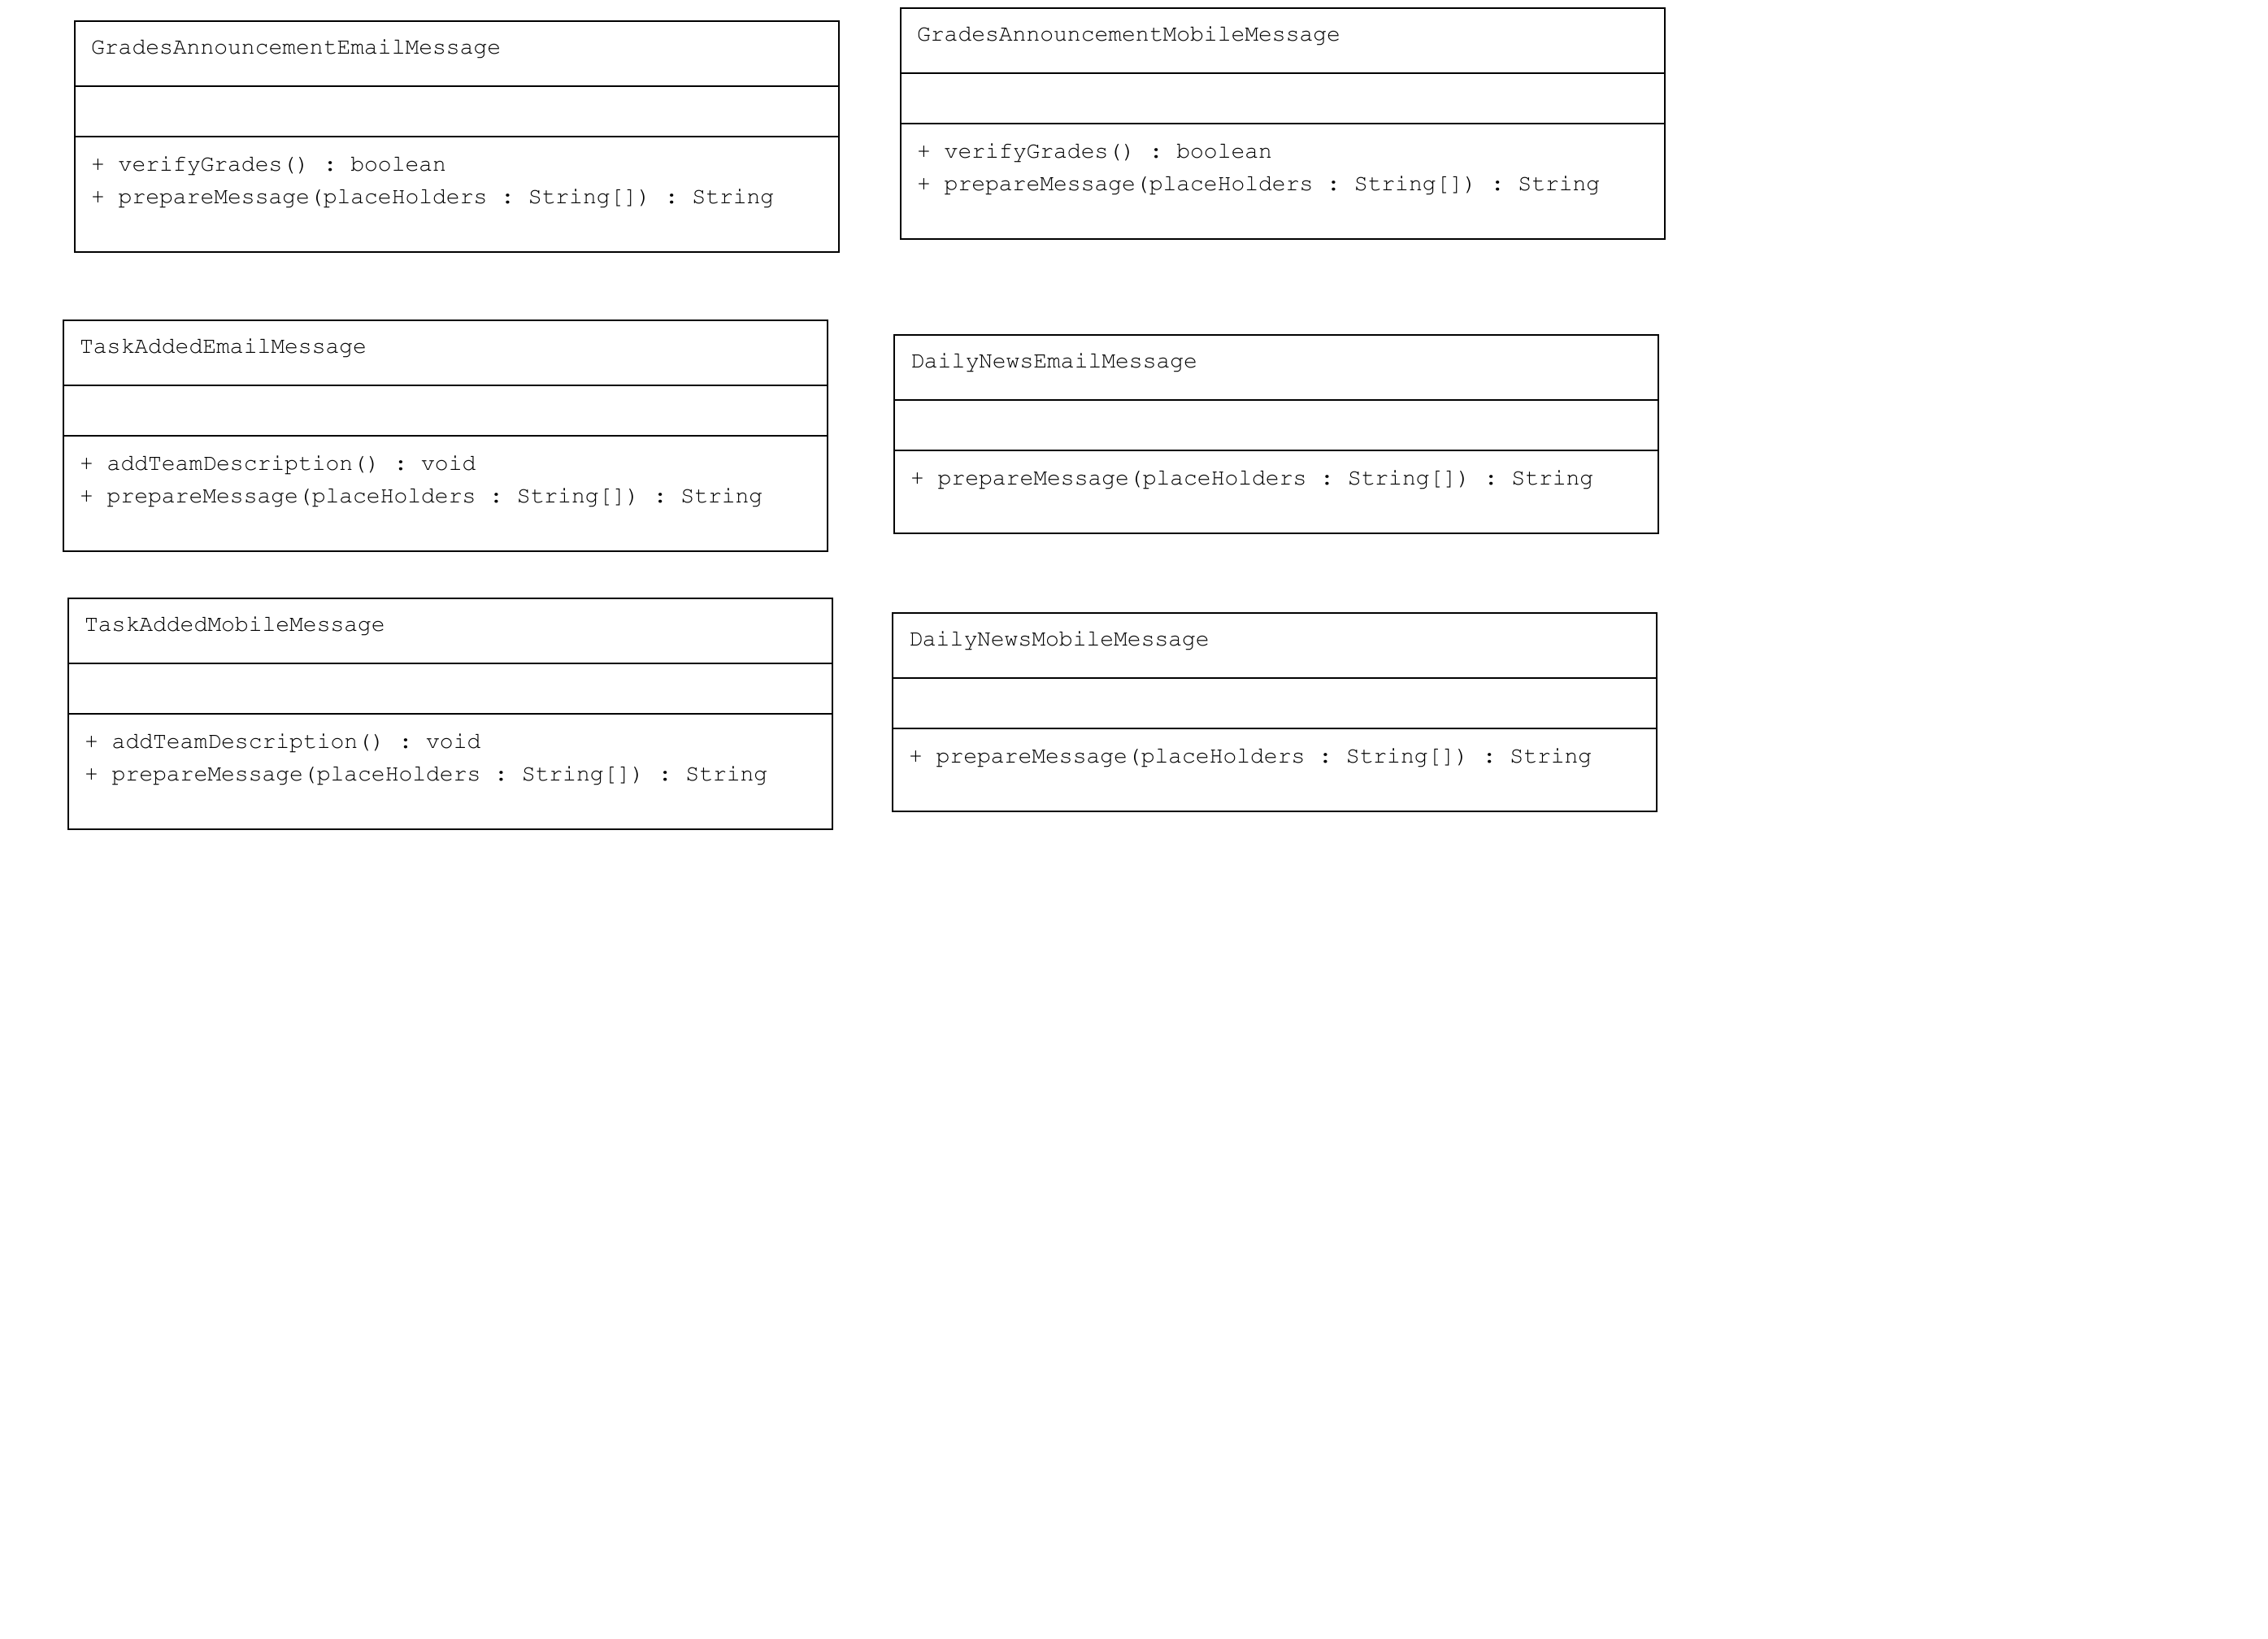 GradesAnnouncementEmailMessage
+ verifyGrades() : boolean
+ prepareMessage(placeHolders : String[]) : String
GradesAnnouncementMobileMessage
+ verifyGrades() : boolean
+ prepareMessage(placeHolders : String[]) : String
TaskAddedEmailMessage
+ addTeamDescription() : void
+ prepareMessage(placeHolders : String[]) : String
DailyNewsEmailMessage
+ prepareMessage(placeHolders : String[]) : String
TaskAddedMobileMessage
+ addTeamDescription() : void
+ prepareMessage(placeHolders : String[]) : String
DailyNewsMobileMessage
+ prepareMessage(placeHolders : String[]) : String